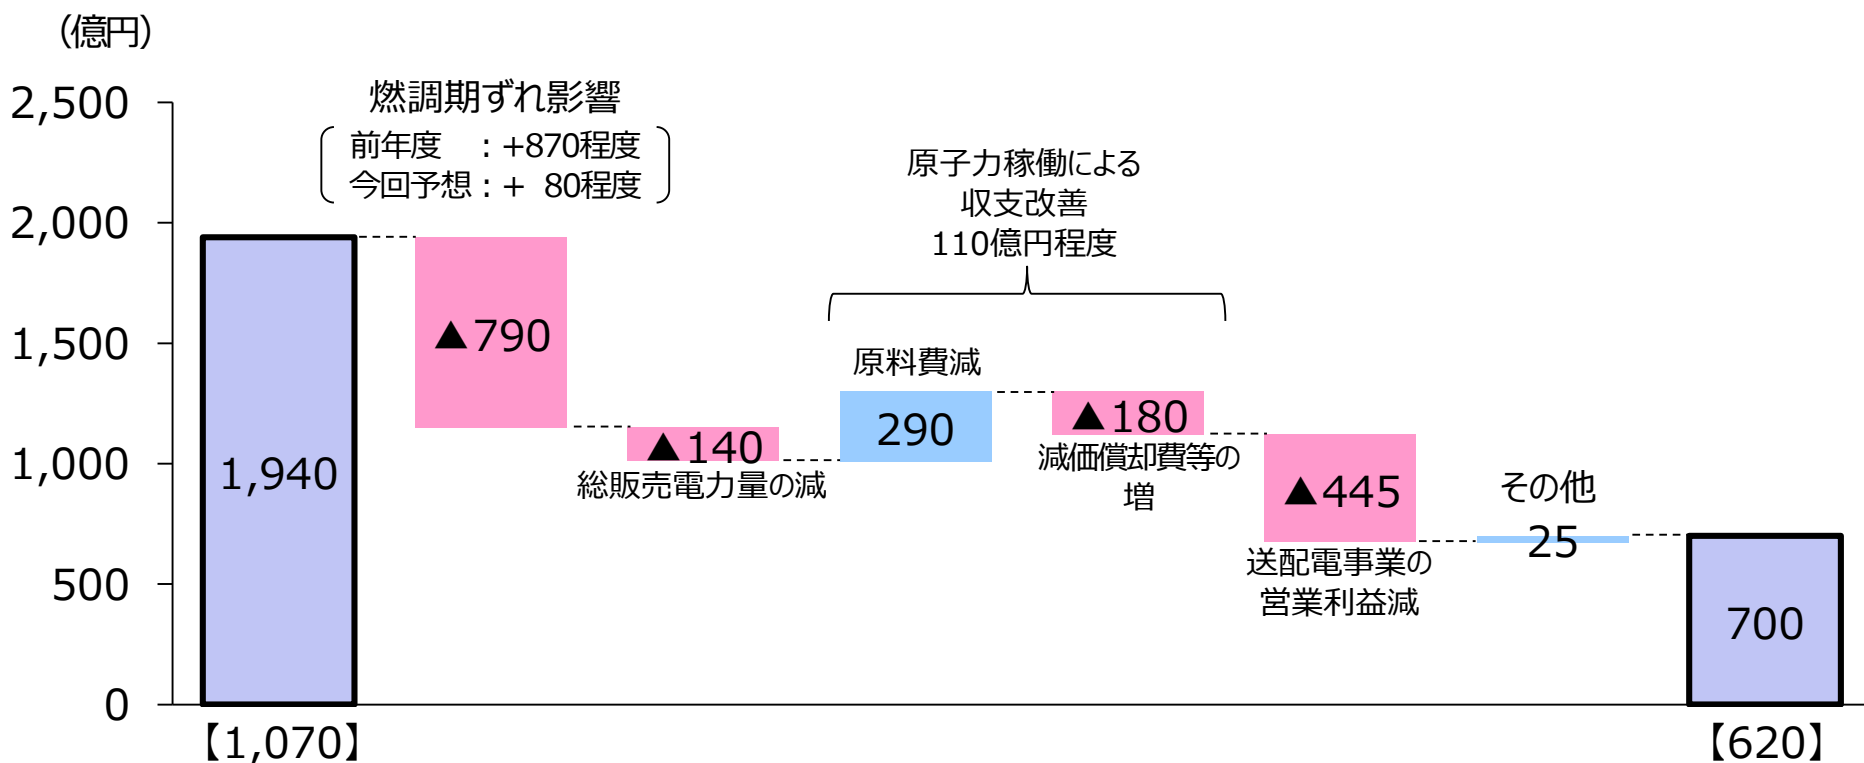 （億円）
2,500
2,000
1,500
1,000
500
0
燃調期ずれ影響
前年度　：+870程度
今回予想：+ 80程度
原子力稼働による
収支改善
110億円程度
1,940
▲790
▲140
総販売電力量の減
原料費減
290
▲180
減価償却費等の
増
▲445
送配電事業の
営業利益減
その他
25
700
【1,070】
【620】